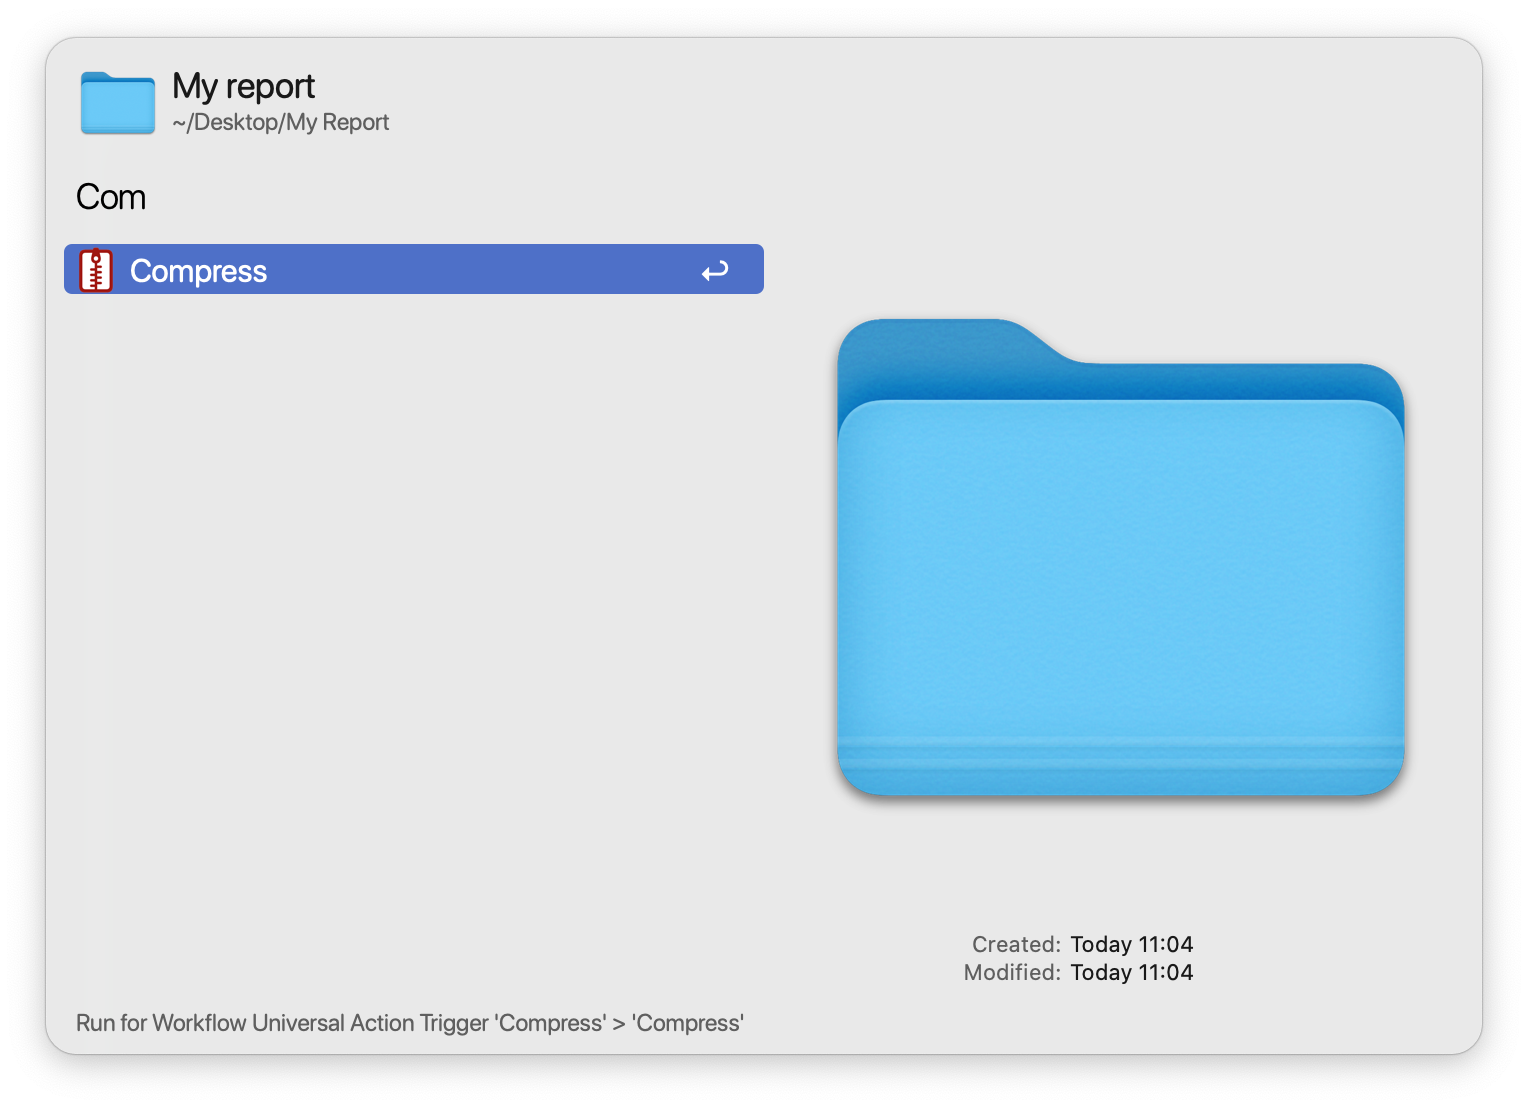 My report
~/Desktop/My Report
Com
Compress
Created: Today 11:04
Modified: Today 11:04
Run for Workflow Universal Action Trigger 'Compress' > 'Compress'